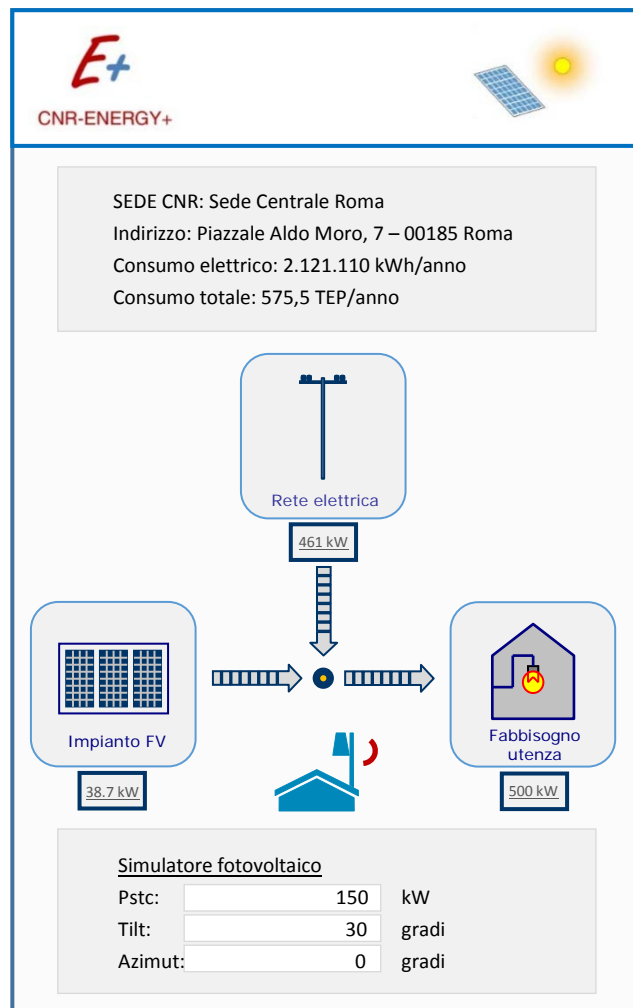 E+
CNR-ENERGY+
SEDE CNR: Sede Centrale Roma
Indirizzo: Piazzale Aldo Moro, 7 – 00185 Roma
Consumo elettrico: 2.121.110 kWh/anno
Consumo totale: 575,5 TEP/anno
Rete elettrica
461 kW
Impianto FV
38.7 kW
Fabbisogno
utenza
500 kW
Simulatore fotovoltaico
Pstc: 150 kW
Tilt: 30 gradi
Azimut: 0 gradi